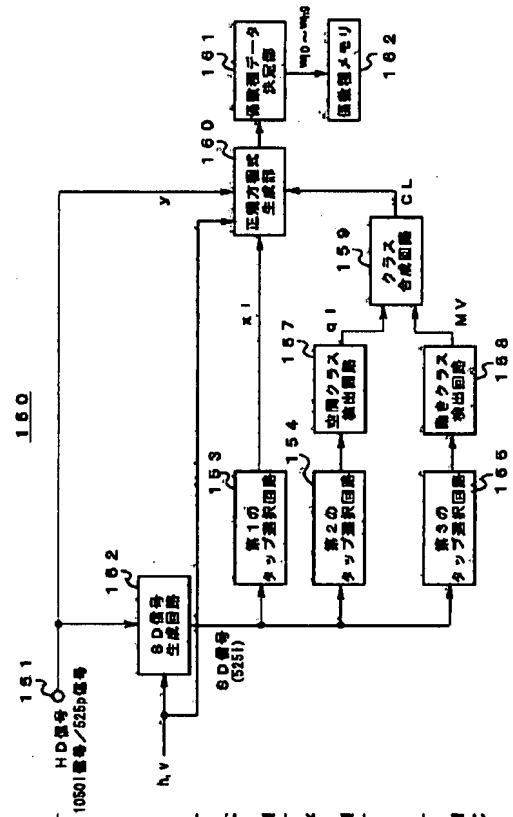 150
151
HD信号
1050i信号/525p信号
152
SD信号
生成回路
h,v
SD信号
(525i)
153
第1の
タップ選択回路
154
第2の
タップ選択回路
155
第3の
タップ選択回路
xi
y
157
空間クラス
検出回路
qi
158
動きクラス
検出回路
MV
159
クラス
合成回路
CL
160
正規方程式
生成部
161
係数種データ
決定部
w10~wn9
162
係数種メモリ